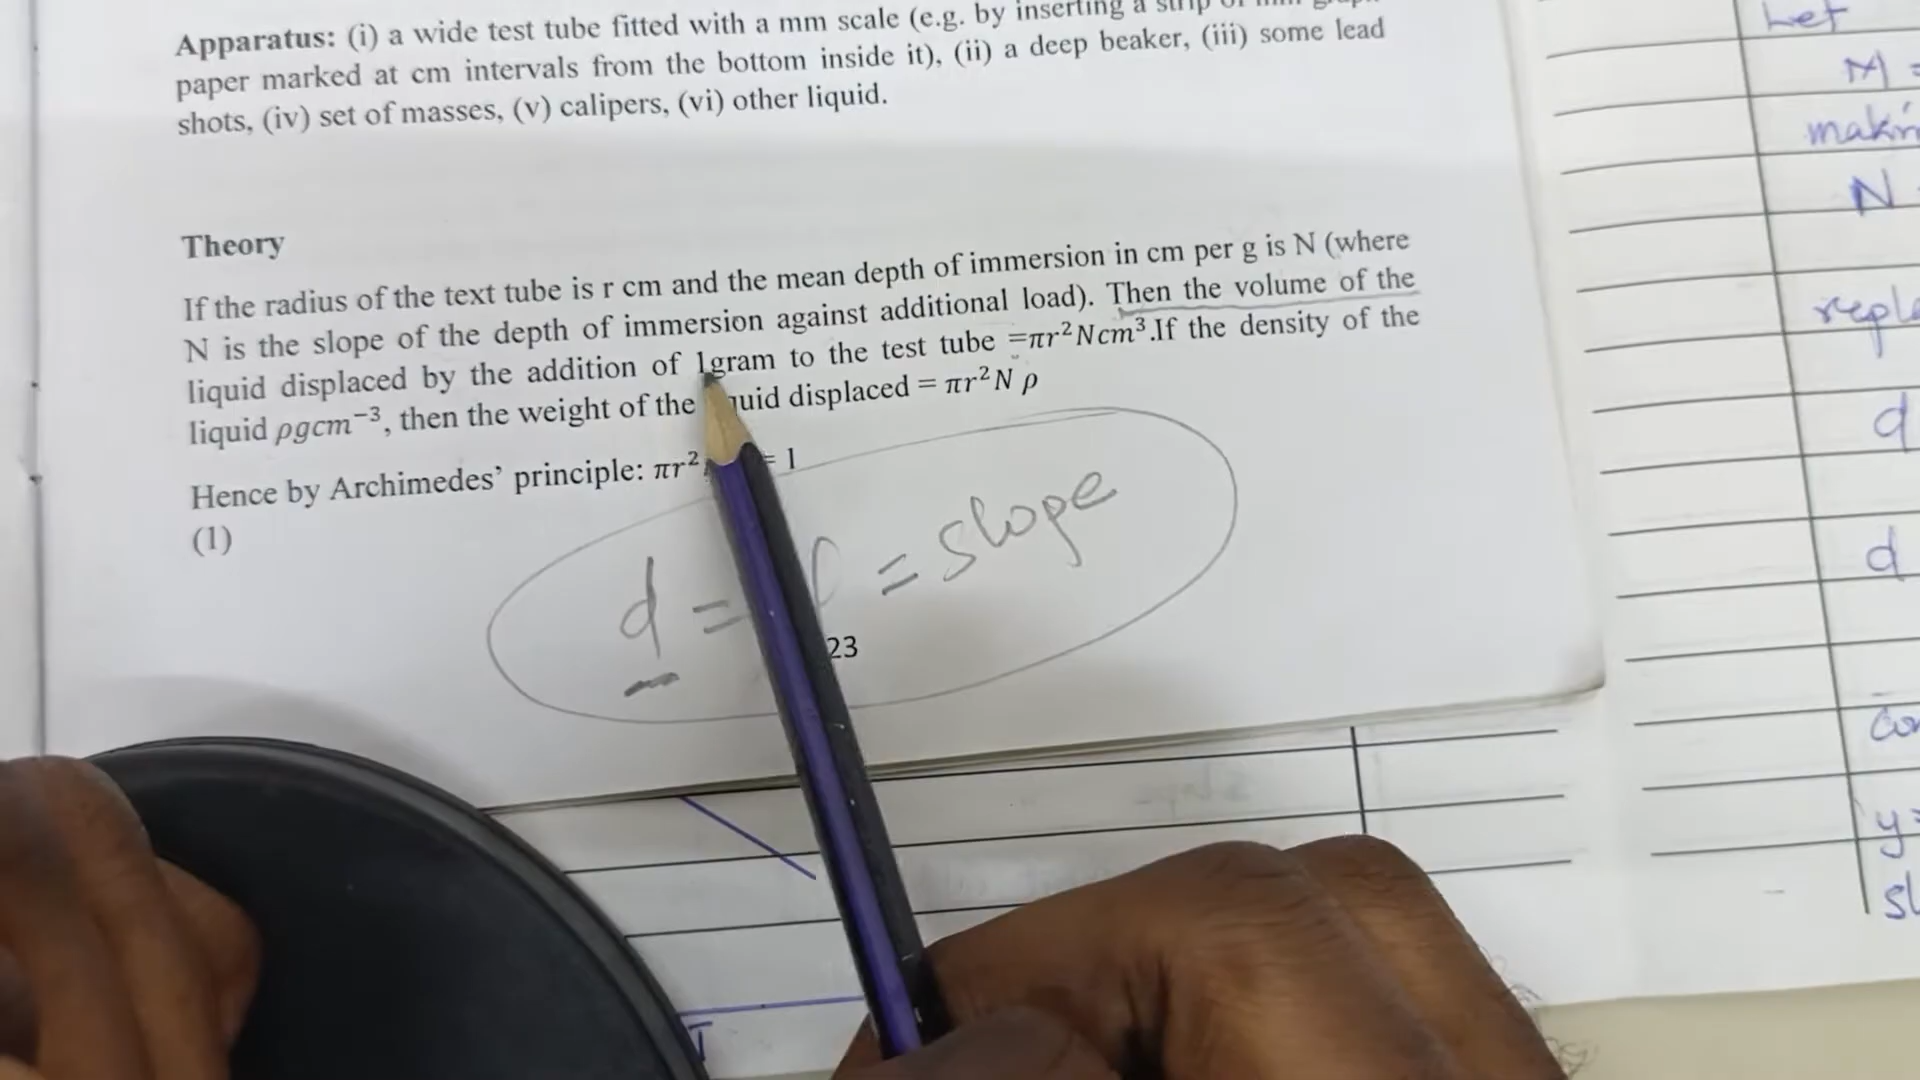 Apparatus: (i) a wide test tube fitted with a mm scale (e.g. by inserting a strip of mm graph
paper marked at cm intervals from the bottom inside it), (ii) a deep beaker, (iii) some lead
shots, (iv) set of masses, (v) calipers, (vi) other liquid.
Theory
If the radius of the text tube is r cm and the mean depth of immersion in cm per g is N (where
N is the slope of the depth of immersion against additional load). Then the volume of the
liquid displaced by the addition of 1gram to the test tube =πr²Ncm³.If the density of the
liquid ρgcm⁻³, then the weight of the uid displaced = πr²N ρ
Hence by Archimedes’ principle: πr² = 1
(1)
d = = slope
23
M =
N
d
d
y=